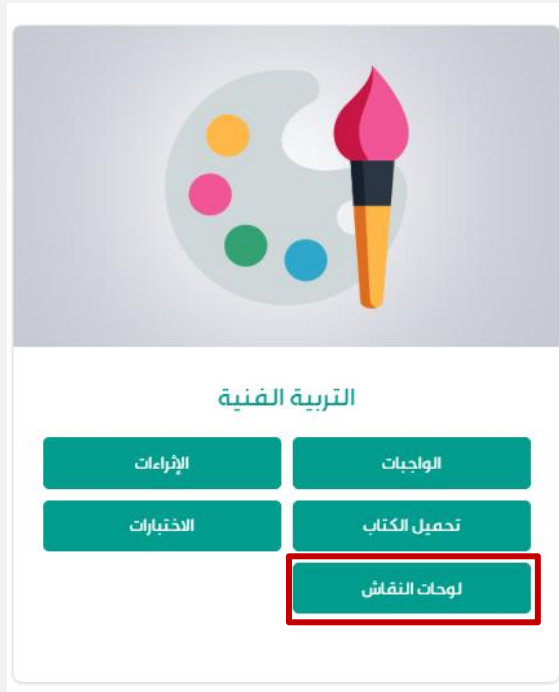 التربية الفنية
الواجبات
الإثراءات
تحميل الكتاب
الاختبارات
لوحات النقاش